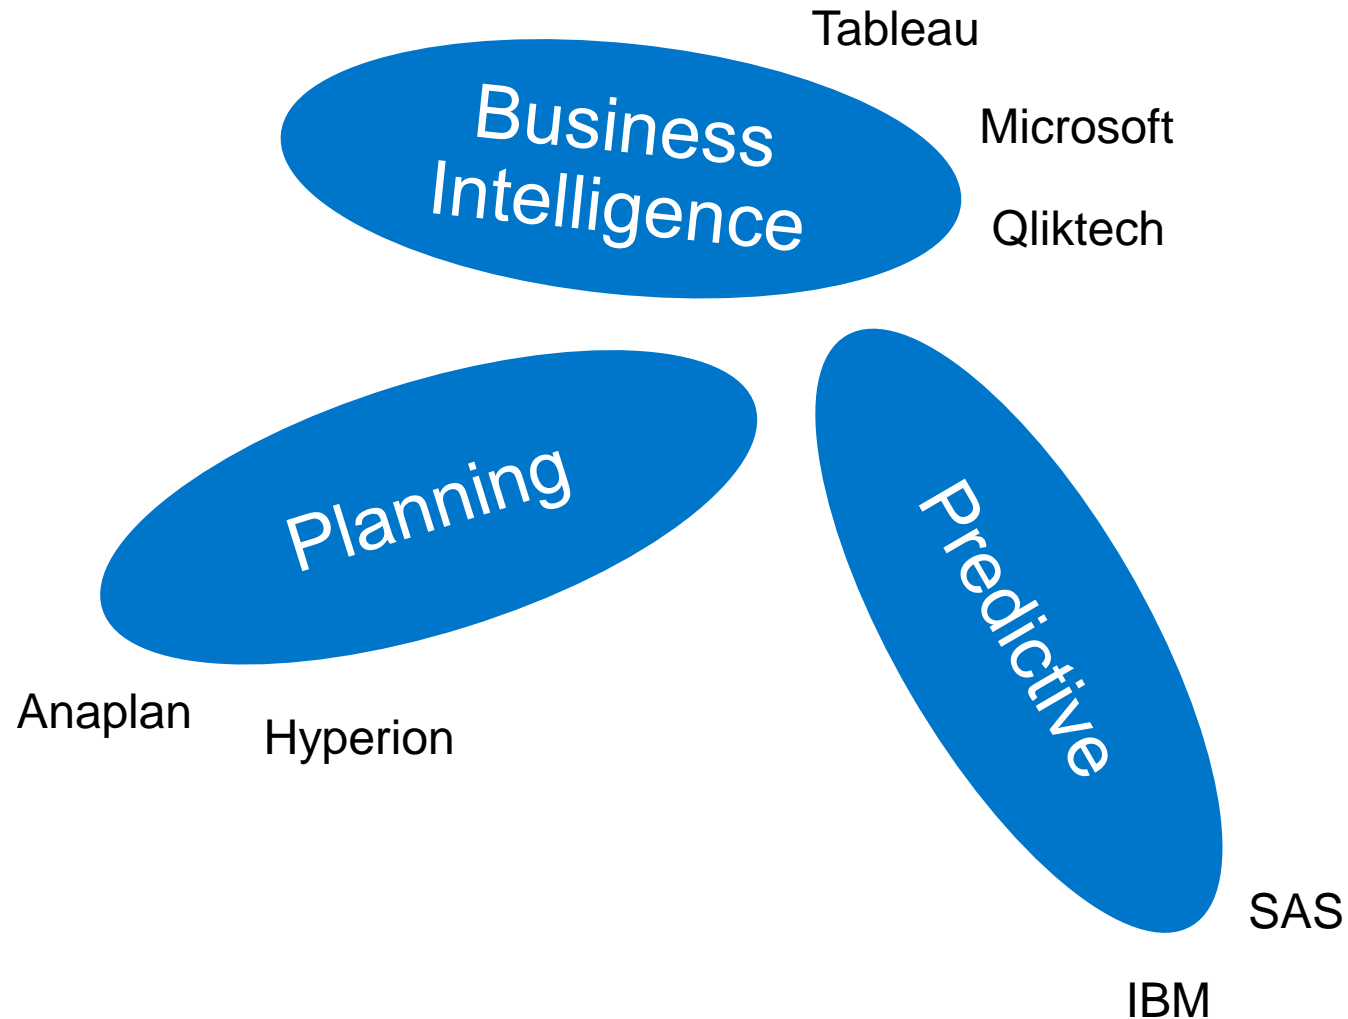 Tableau
Business
Intelligence
Microsoft
Qliktech
Planning
Predictive
Anaplan
Hyperion
SAS
IBM